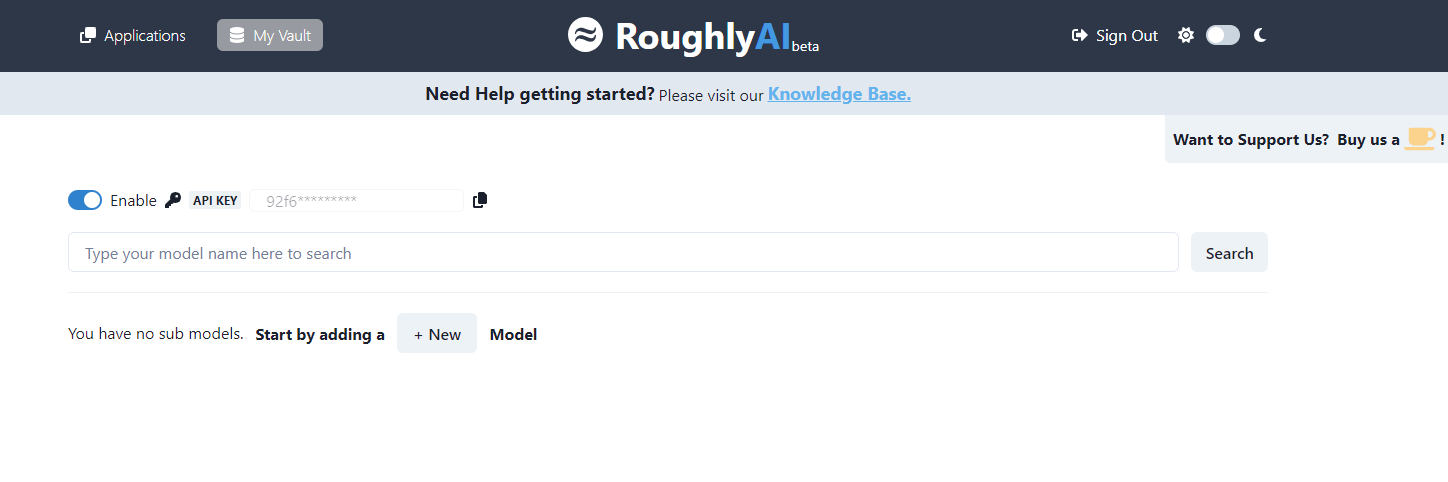 Applications My Vault RoughlyAI beta Sign Out
Need Help getting started? Please visit our Knowledge Base.
Want to Support Us? Buy us a !
Enable API KEY 92f6*********
Type your model name here to search Search
You have no sub models. Start by adding a + New Model